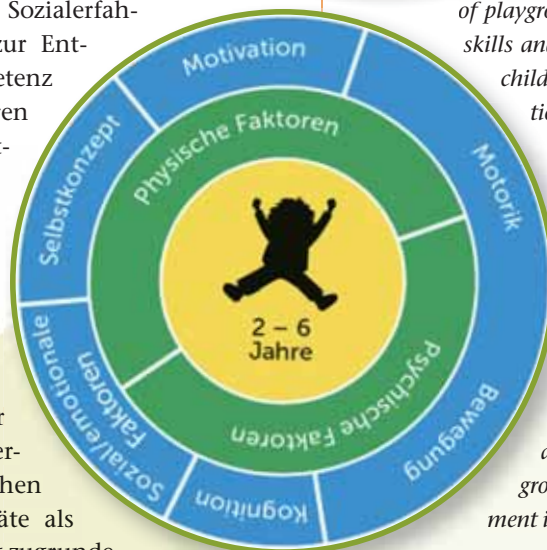 Sozialerfah-
zur Ent-
etenz
ren
t-
r
er-
hen
äte als
zugrunde
Motivation
Motorik
Bewegung
Kognition
Sozial/emotionale
Faktoren
Selbstkonzept
Physische Faktoren
Psychische Faktoren
2 – 6
Jahre
of playgro
skills an
child
tio
a
gro
ment i